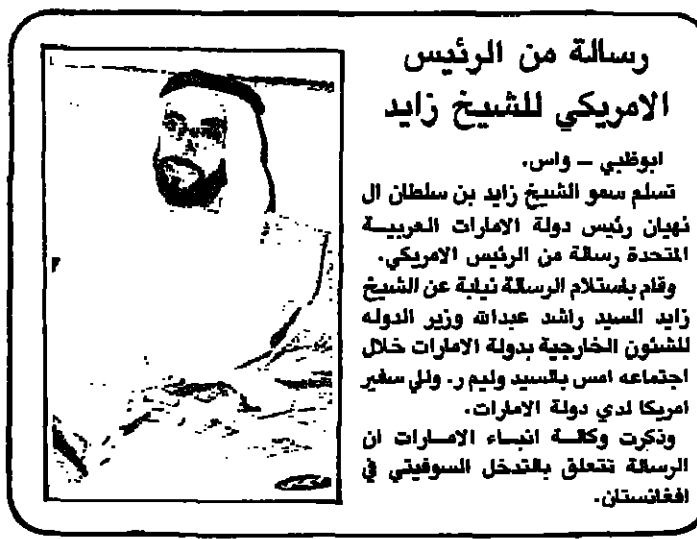 رسالة من الرئيس
الامريكي للشيخ زايد
ابوظبي – واس.
تسلم سمو الشيخ زايد بن سلطان ال
نهيان رئيس دولة الامارات العربية
المتحدة رسالة من الرئيس الامريكي.
وقام باستلام الرسالة نيابة عن الشيخ
زايد السيد راشد عبدالله وزير الدوله
للشئون الخارجية بدولة الامارات خلال
اجتماعه امس بالسيد وليم ر. وللي سفير
امريكا لدي دولة الامارات.
وذكرت وكالة انباء الامارات ان
الرسالة تتعلق بالتدخل السوفيتي في
افغانستان.